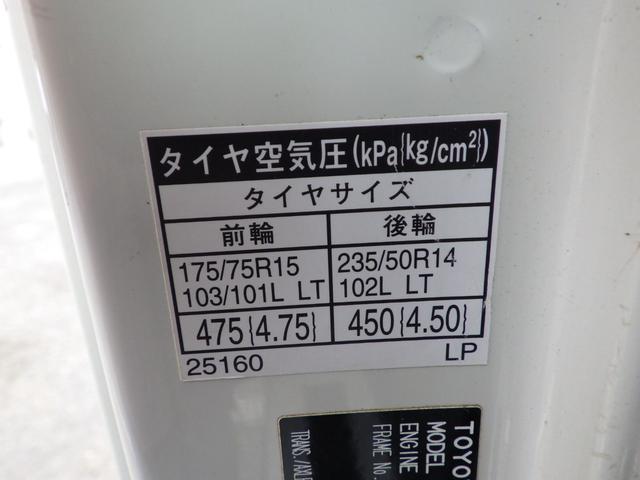 タイヤ空気圧(kPa{kg/cm²})
タイヤサイズ
前輪 後輪
175/75R15 235/50R14
103/101L LT 102L LT
475{4.75} 450{4.50}
25160 LP
TOYO
MODEL
ENGINE
FRAME No.
TRANS./AXLE